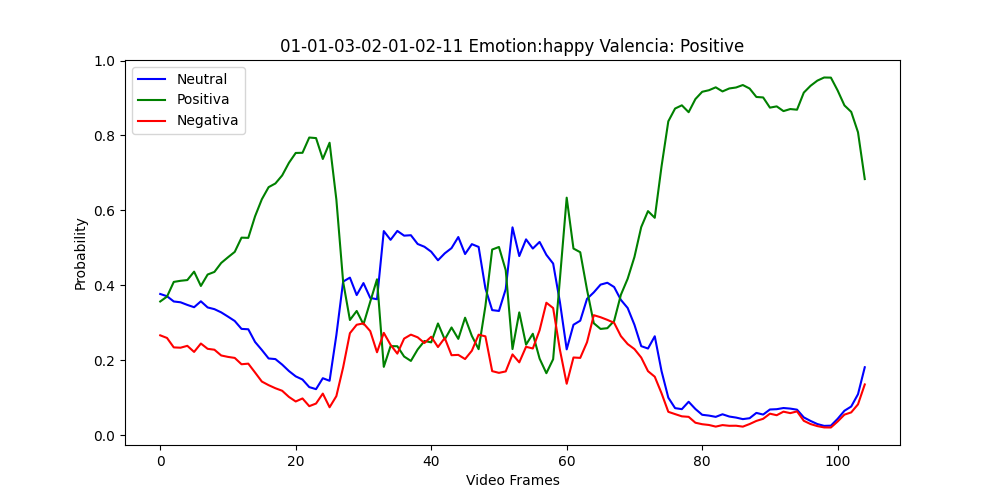 01-01-03-02-01-02-11 Emotion:happy Valencia: Positive
1.0
0.8
0.6
0.4
0.2
0.0
Probability
Neutral
Positiva
Negativa
0 20 40 60 80 100
Video Frames